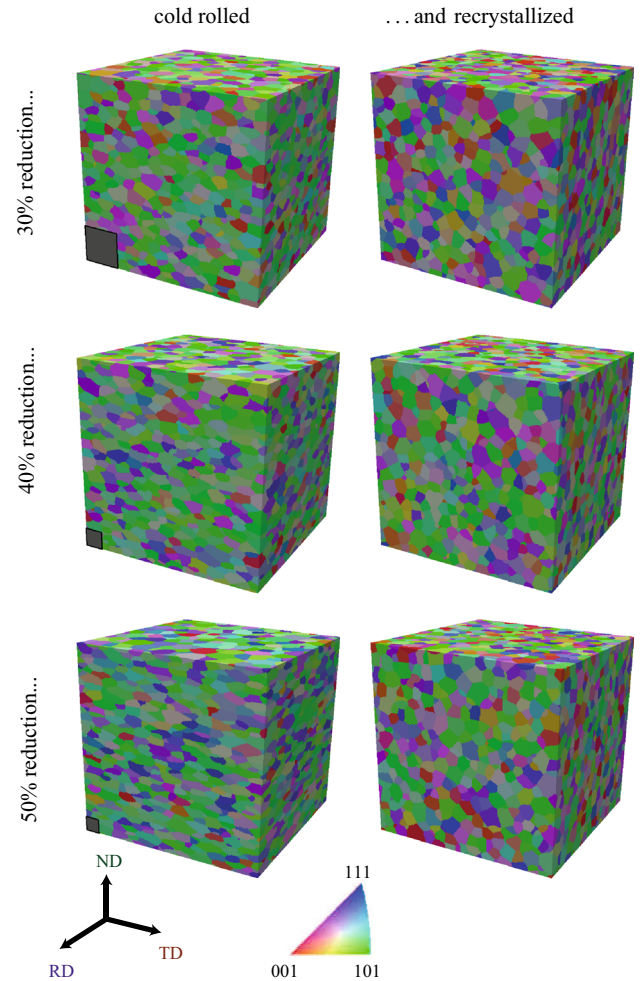 cold rolled
... and recrystallized
30% reduction...
40% reduction...
50% reduction...
ND
TD
RD
111
001
101